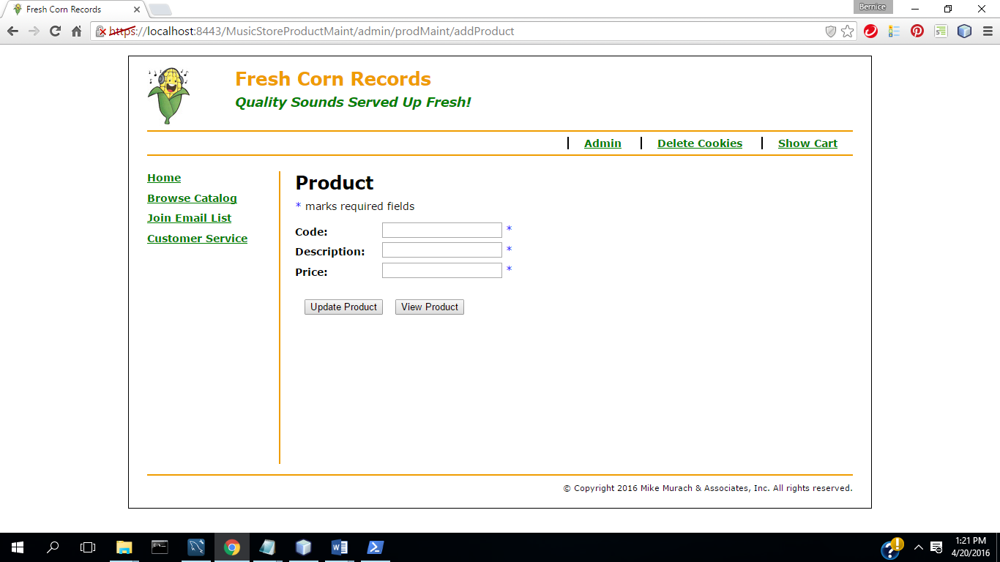 Fresh Corn Records
Bernice
https://localhost:8443/MusicStoreProductMaint/admin/prodMaint/addProduct
Fresh Corn Records
Quality Sounds Served Up Fresh!
Admin
Delete Cookies
Show Cart
Home
Browse Catalog
Join Email List
Customer Service
Product
* marks required fields
Code: *
Description: *
Price: *
Update Product
View Product
© Copyright 2016 Mike Murach & Associates, Inc. All rights reserved.
1:21 PM
4/20/2016